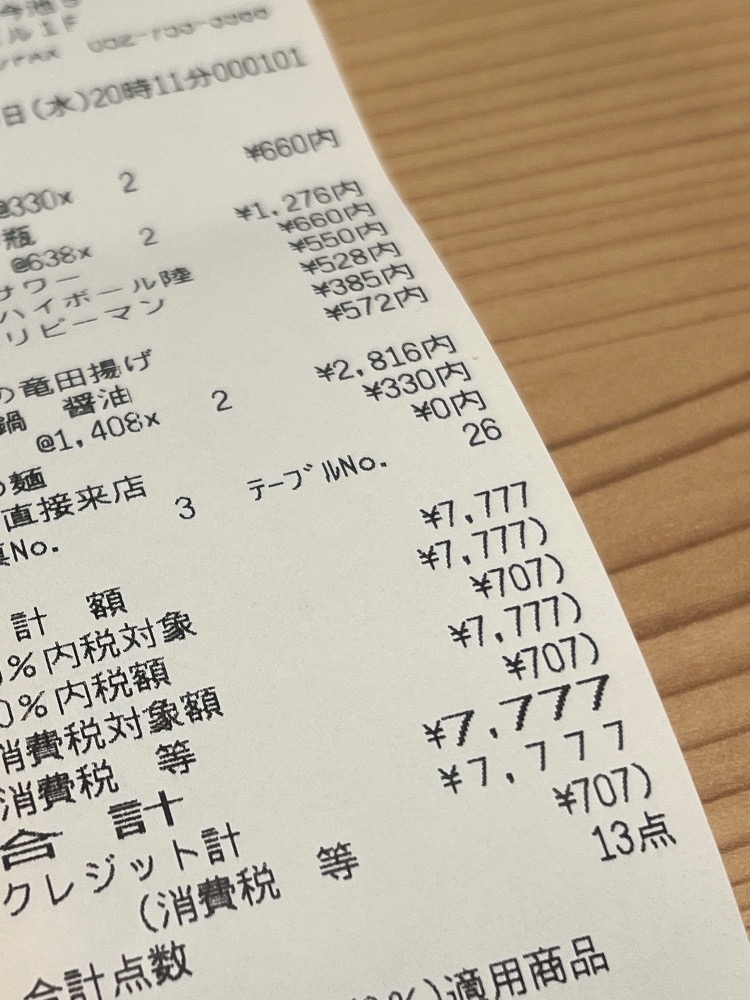 日(水)20時11分000101
¥660内
@330x 2
¥1,276内
瓶
¥660内
@638x 2
¥550内
サワー
¥528内
ハイボール陸
¥385内
リピーマン
¥572内
の竜田揚げ
¥2,816内
鍋 醤油
¥330内
@1,408x 2
¥0内
麺
26
直接来店
3 テーブルNo.
No.
¥7,777
計 額
¥7,777)
%内税対象
¥707)
0%内税額
¥7,777)
消費税対象額
¥707)
消費税 等
¥7,777
合 計
¥7,777
クレジット計
¥707)
(消費税 等
13点
合計点数
%)適用商品